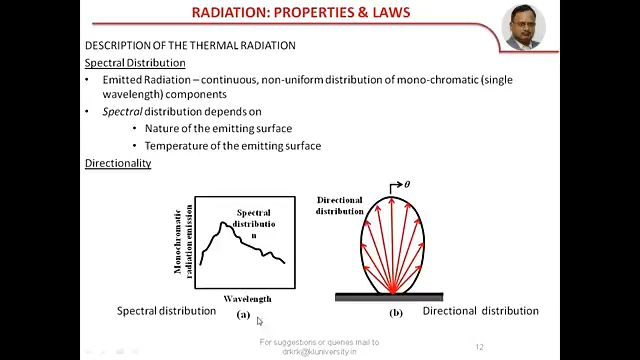 RADIATION: PROPERTIES & LAWS
DESCRIPTION OF THE THERMAL RADIATION
Spectral Distribution
• Emitted Radiation – continuous, non-uniform distribution of mono-chromatic (single
wavelength) components
• Spectral distribution depends on
• Nature of the emitting surface
• Temperature of the emitting surface
Directionality
Monochromatic
radiation emission
Spectral
distributio
n
Wavelength
Spectral distribution
(a)
Directional
distribution
θ
(b)
Directional distribution
For suggestions or queries mail to
drkrk@kluniversity.in
12